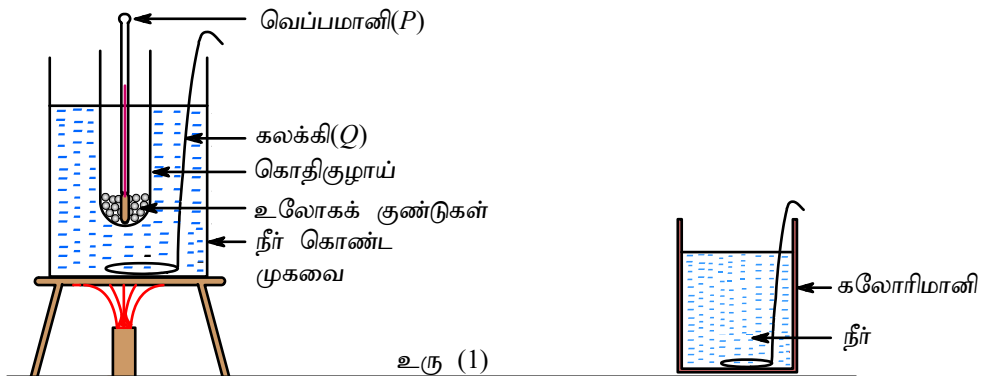 வெப்பமானி(P)
கலக்கி(Q)
கொதிகுழாய்
உலோகக் குண்டுகள்
நீர் கொண்ட
முகவை
கலோரிமானி
நீர்
உரு (1)